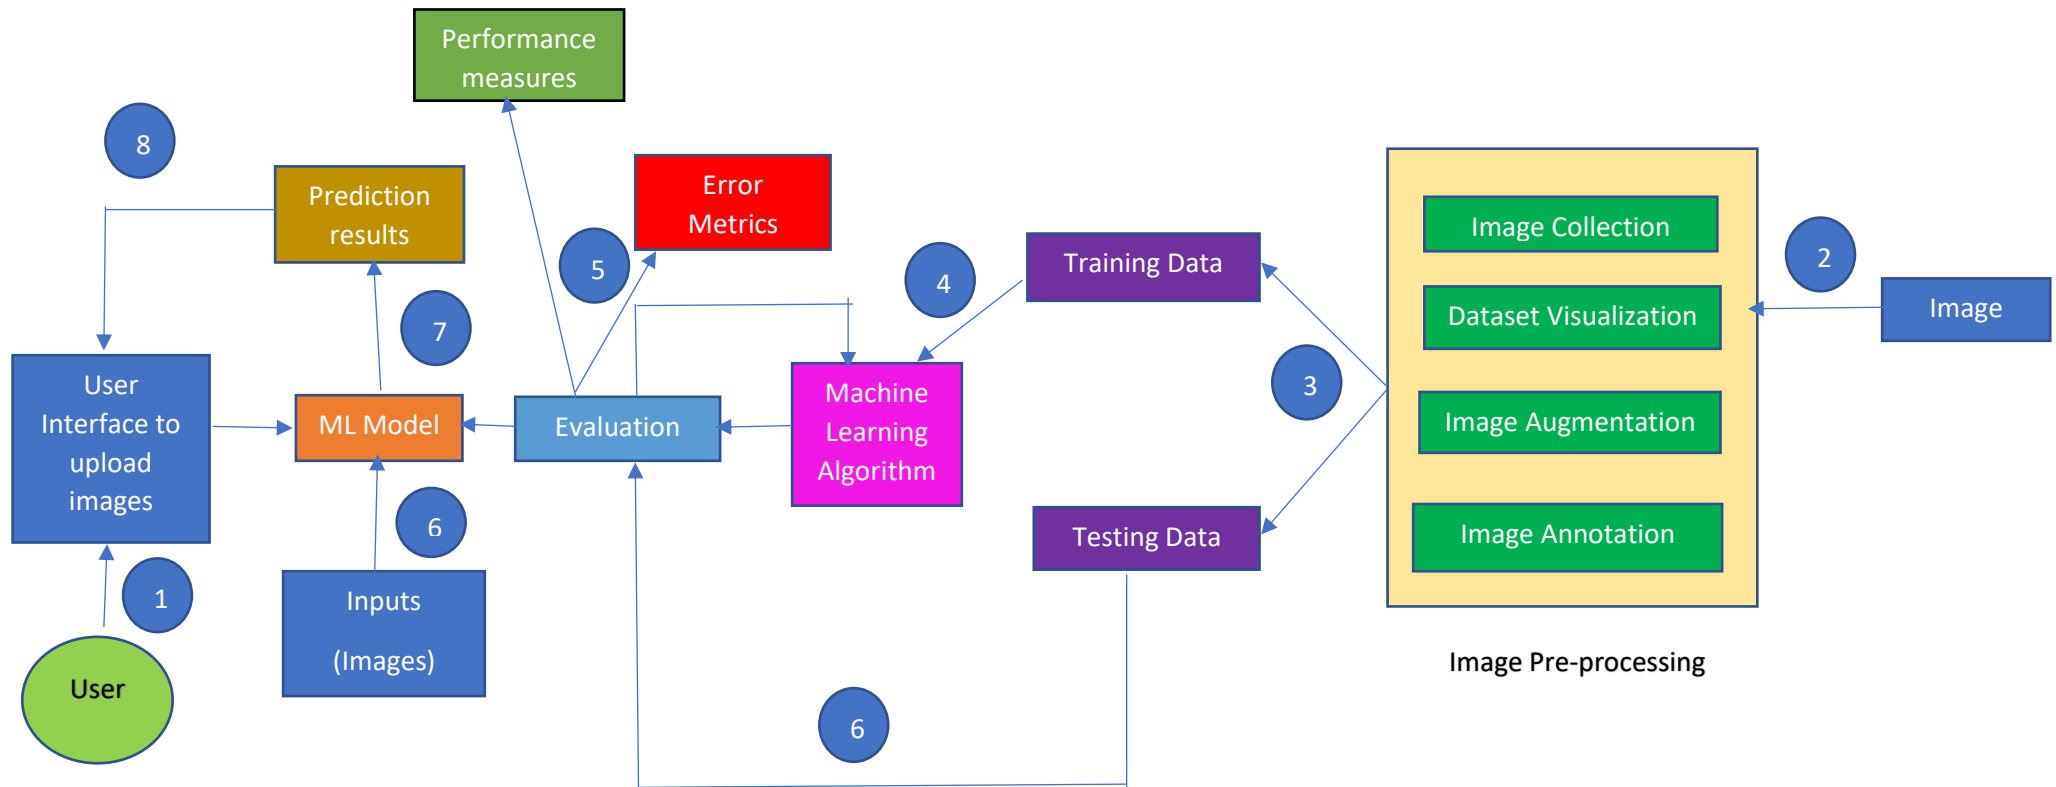 Performance
measures
8
Prediction
results
Error
Metrics
5
7
4
Training Data
Image Collection
Dataset Visualization
Image Augmentation
Image Annotation
2
Image
3
User
Interface to
upload
images
ML Model
Evaluation
Machine
Learning
Algorithm
6
Testing Data
1
Inputs
(Images)
User
6
Image Pre-processing